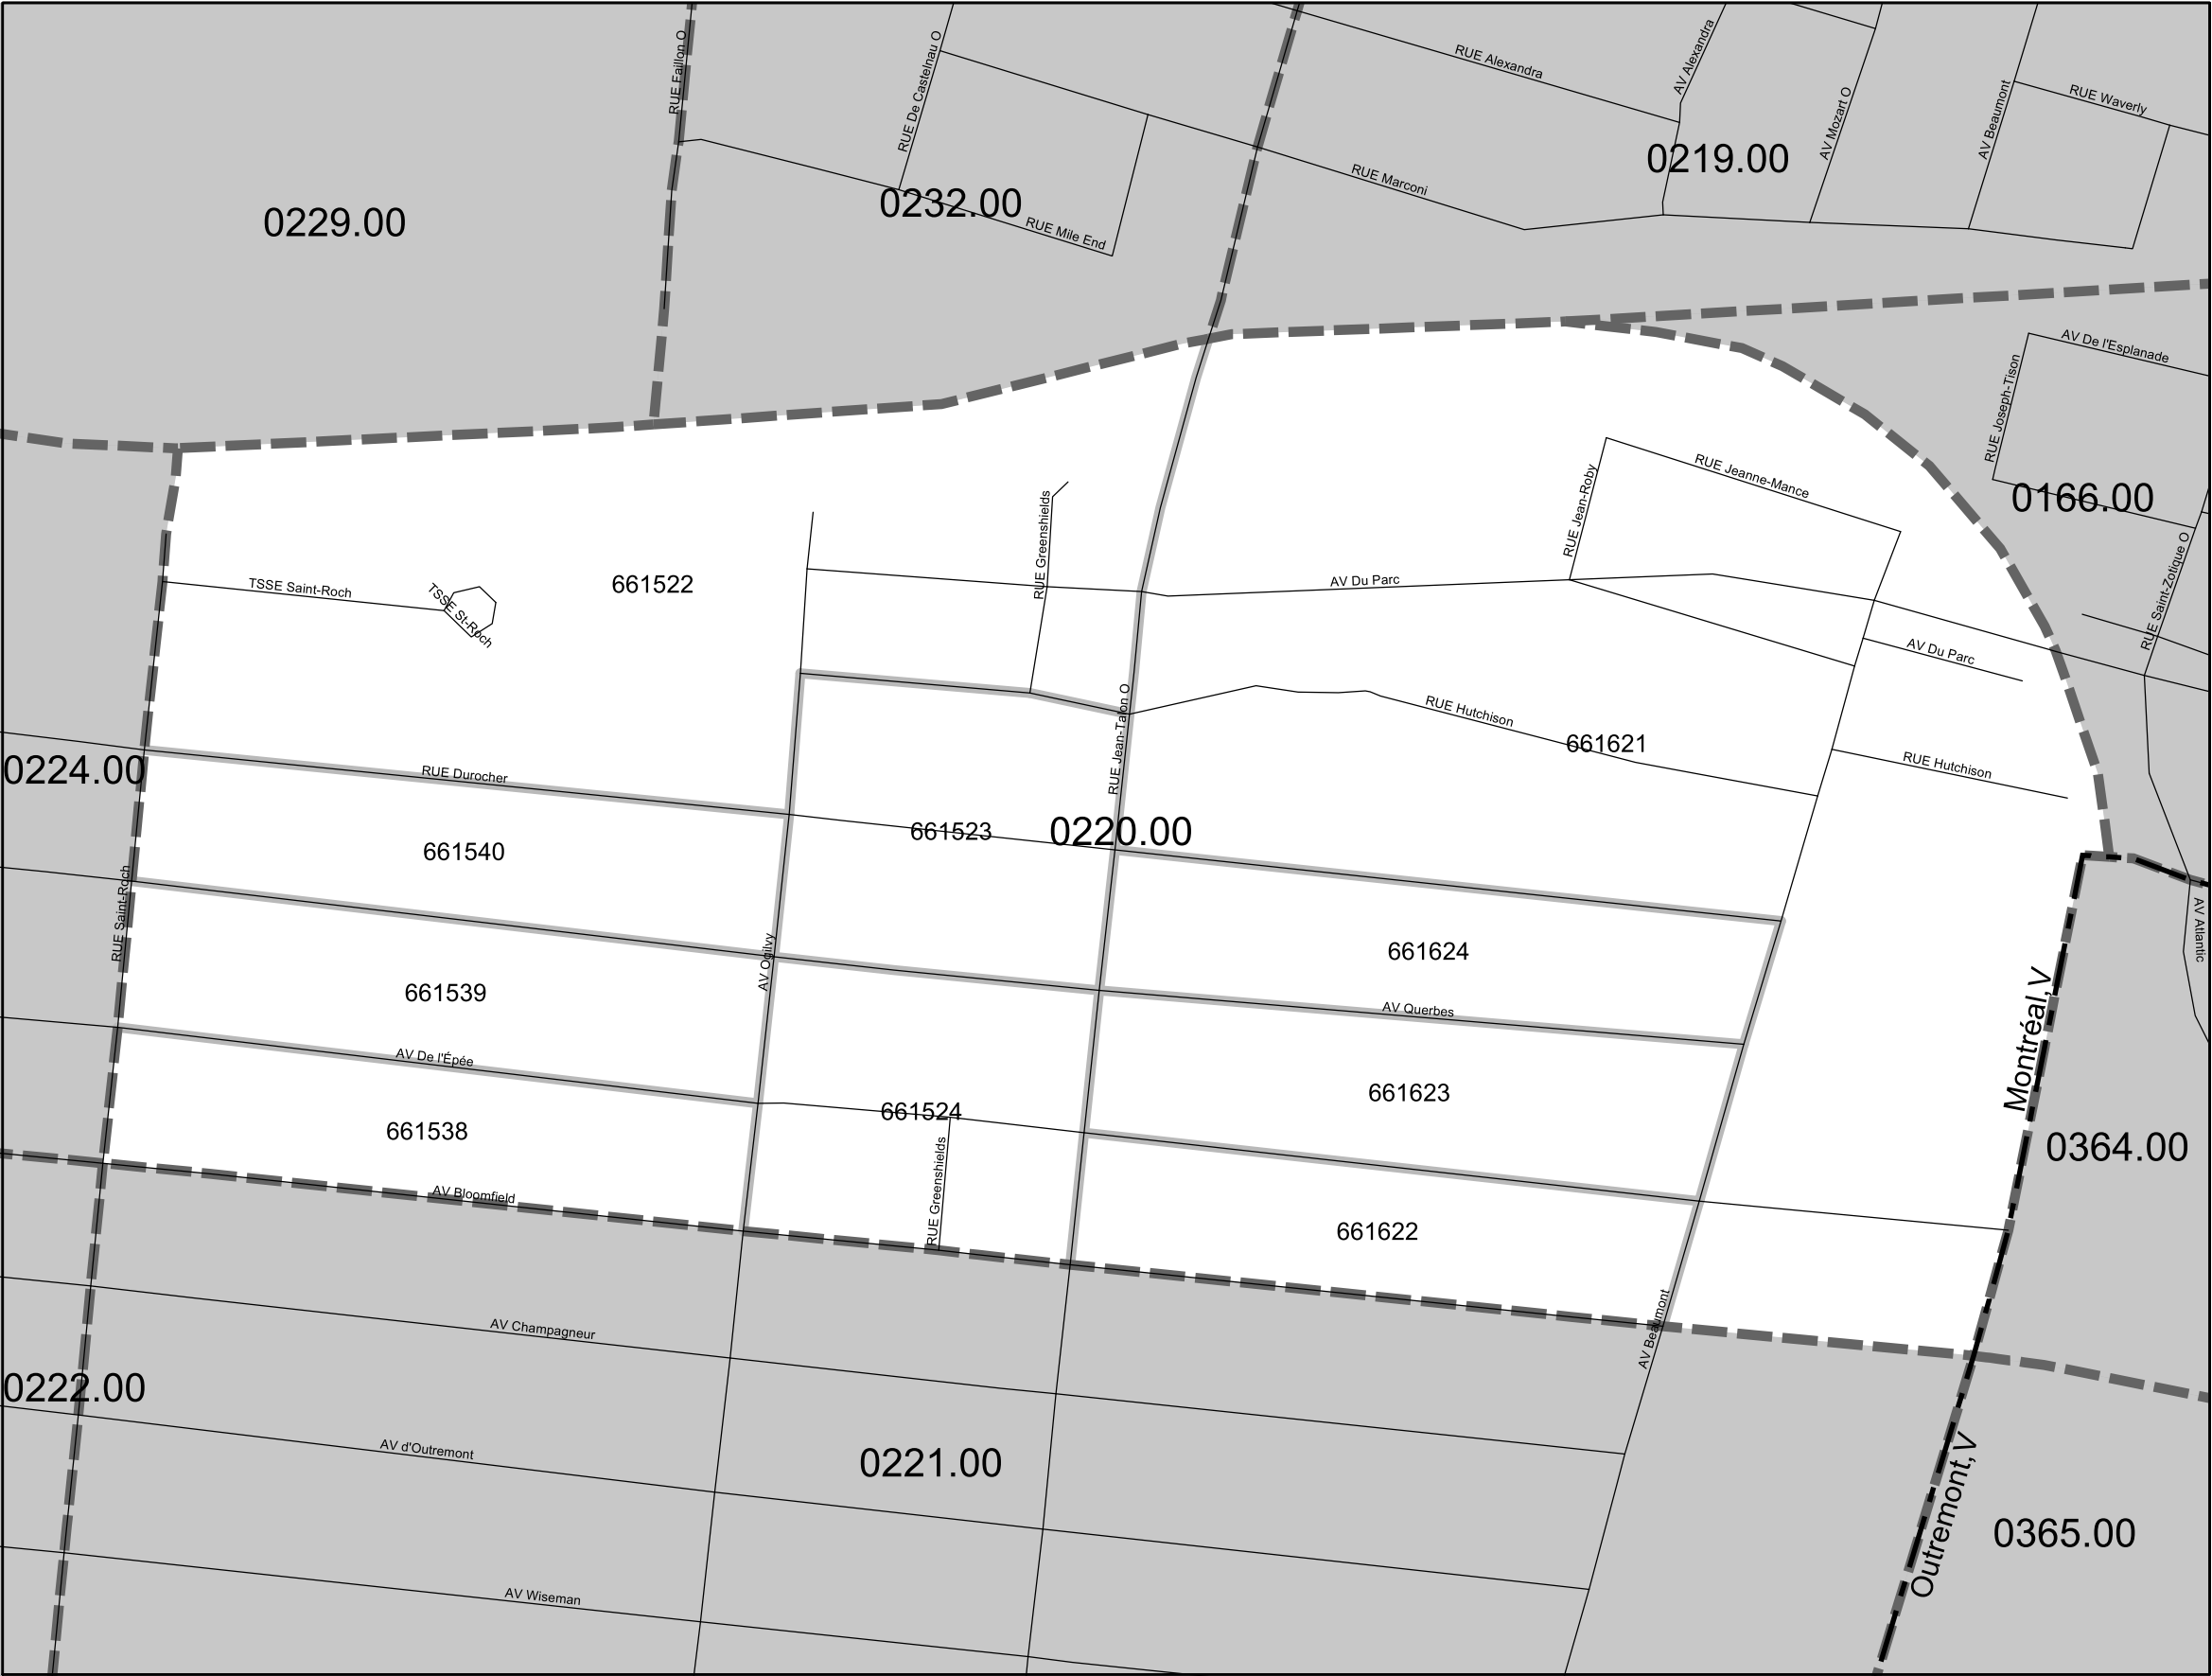 RUE Faillon O
RUE De Castelnau O
RUE Alexandra
AV Alexandra
AV Mozart O
AV Beaumont
RUE Waverly
0219.00
RUE Marconi
0229.00
0232.00
RUE Mile End
AV De l'Esplanade
RUE Joseph-Tison
0166.00
RUE Jeanne-Mance
RUE Jean-Roby
RUE Greenshields
TSSE Saint-Roch
TSSE St-Roch
661522
AV Du Parc
RUE Saint-Zotique O
AV Du Parc
RUE Hutchison
661621
RUE Hutchison
RUE Jean-Talon O
0224.00
RUE Durocher
661523
0220.00
661540
RUE Saint-Roch
AV Ogilvy
661624
AV Atlantic
661539
AV Querbes
Montréal,V
AV De l'Épée
661524
661623
661538
0364.00
RUE Greenshields
AV Bloomfield
661622
AV Champagneur
AV Beaumont
0222.00
AV d'Outremont
0221.00
Outremont,V
0365.00
AV Wiseman